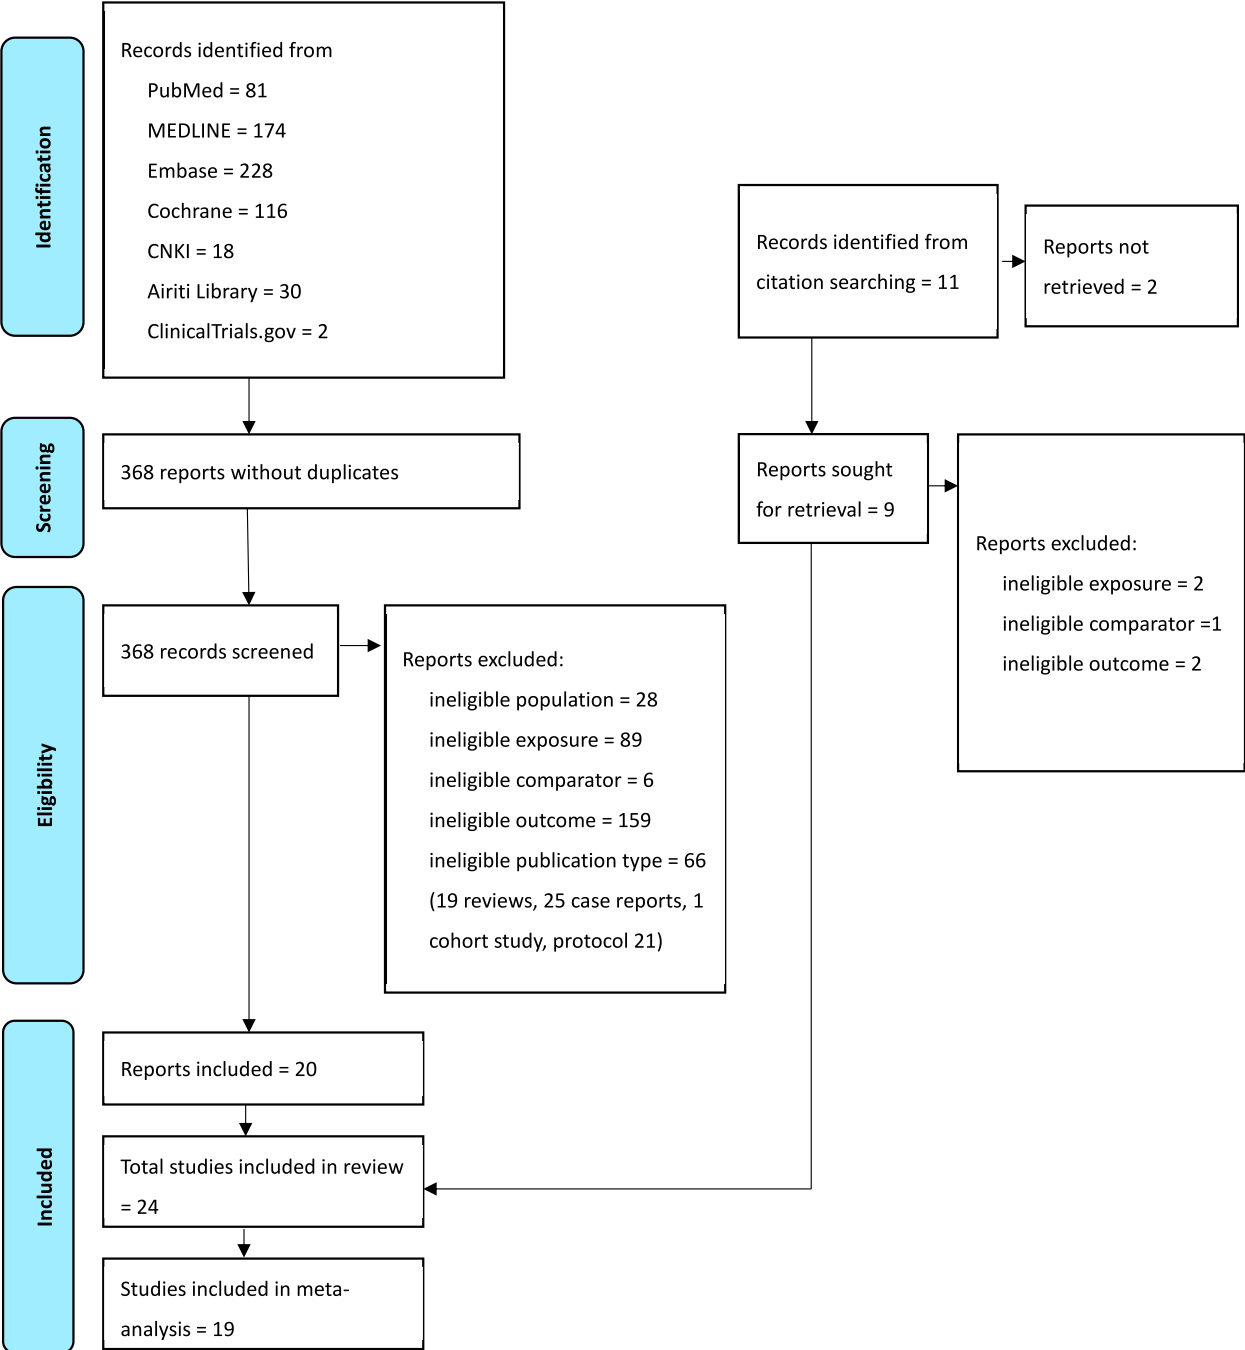 Identification
Records identified from
PubMed = 81
MEDLINE = 174
Embase = 228
Cochrane = 116
CNKI = 18
Airiti Library = 30
ClinicalTrials.gov = 2
Records identified from
citation searching = 11
Reports not
retrieved = 2
Screening
368 reports without duplicates
Reports sought
for retrieval = 9
Reports excluded:
ineligible exposure = 2
ineligible comparator =1
ineligible outcome = 2
Eligibility
368 records screened
Reports excluded:
ineligible population = 28
ineligible exposure = 89
ineligible comparator = 6
ineligible outcome = 159
ineligible publication type = 66
(19 reviews, 25 case reports, 1
cohort study, protocol 21)
Included
Reports included = 20
Total studies included in review
= 24
Studies included in meta-
analysis = 19